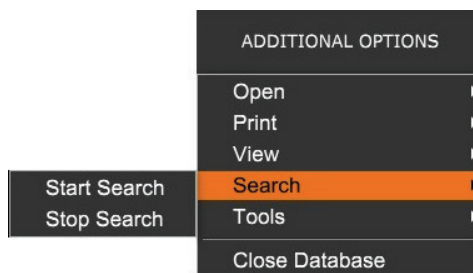 ADDITIONAL OPTIONS
Open
Print
View
Search
Start Search
Stop Search
Tools
Close Database